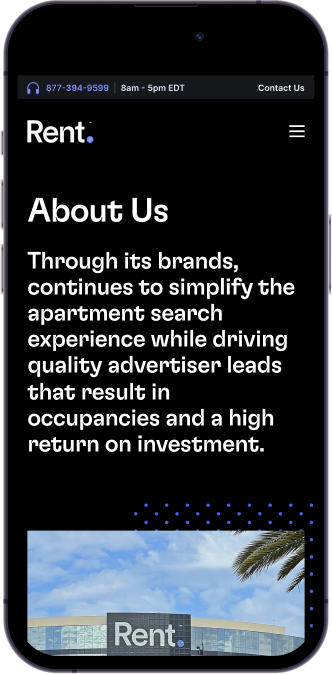 877-394-9599 | 8am - 5pm EDT Contact Us
Rent.
About Us
Through its brands,
continues to simplify the
apartment search
experience while driving
quality advertiser leads
that result in
occupancies and a high
return on investment.
Rent.